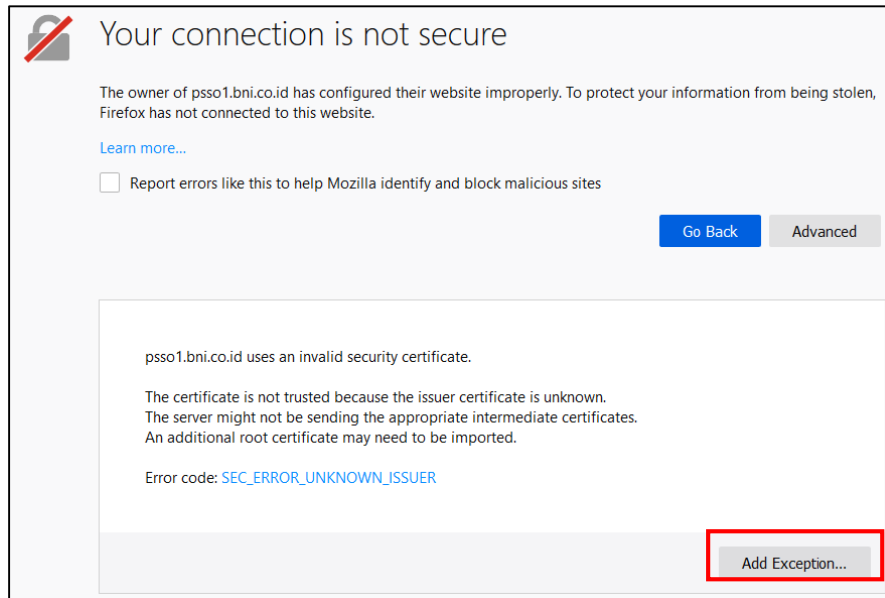 Your connection is not secure
The owner of psso1.bni.co.id has configured their website improperly. To protect your information from being stolen,
Firefox has not connected to this website.
Learn more...
Report errors like this to help Mozilla identify and block malicious sites
Go Back
Advanced
psso1.bni.co.id uses an invalid security certificate.
The certificate is not trusted because the issuer certificate is unknown.
The server might not be sending the appropriate intermediate certificates.
An additional root certificate may need to be imported.
Error code: SEC_ERROR_UNKNOWN_ISSUER
Add Exception...